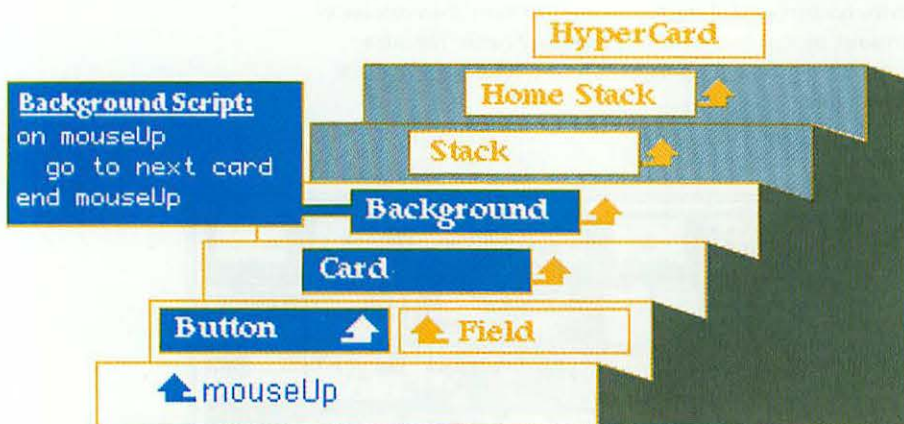 HyperCard
Home Stack
Stack
Background Script:
on mouseUp
go to next card
end mouseUp
Background
Card
Button
Field
mouseUp